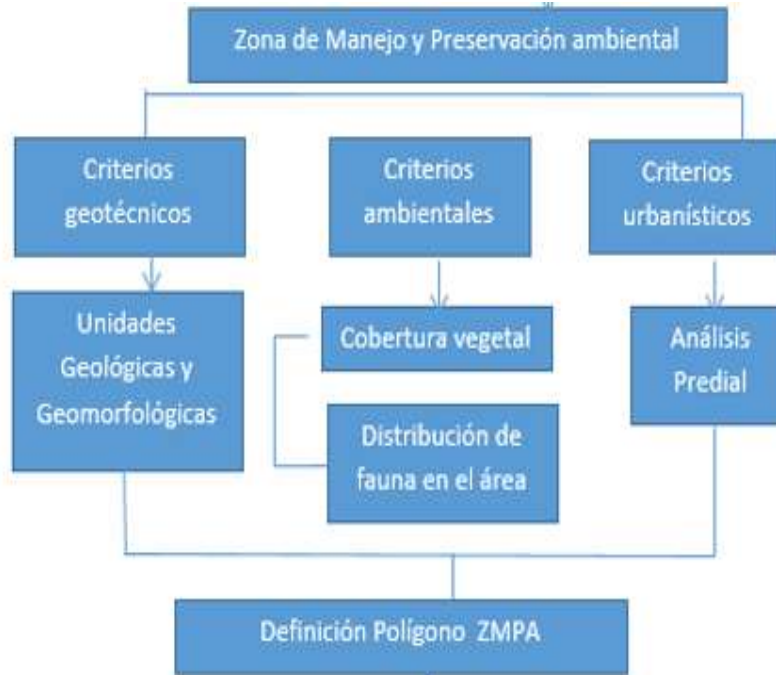 Zona de Manejo y Preservación ambiental
Criterios
geotécnicos
Criterios
ambientales
Criterios
urbanísticos
Unidades
Geológicas y
Geomorfológicas
Cobertura vegetal
Distribución de
fauna en el área
Análisis
Predial
Definición Polígono ZMPA